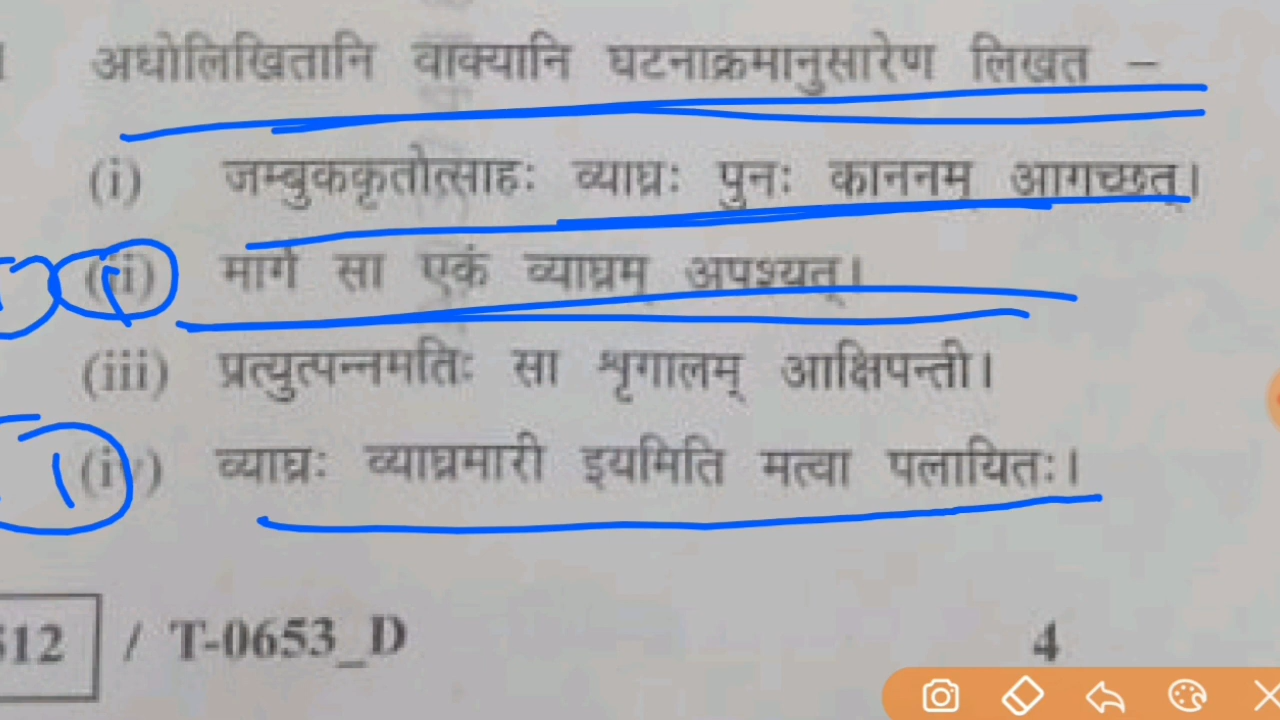 अधोलिखितानि वाक्यानि घटनाक्रमानुसारेण लिखत –
(i) जम्बुककृतोत्साहः व्याघ्रः पुनः काननम् आगच्छत्।
(ii) मार्गे सा एकं व्याघ्रम् अपश्यत्।
(iii) प्रत्युत्पन्नमतिः सा शृगालम् आक्षिपन्ती।
(iv) व्याघ्रः व्याघ्रमारी इयमिति मत्वा पलायितः।
512 / T-0653_D 4